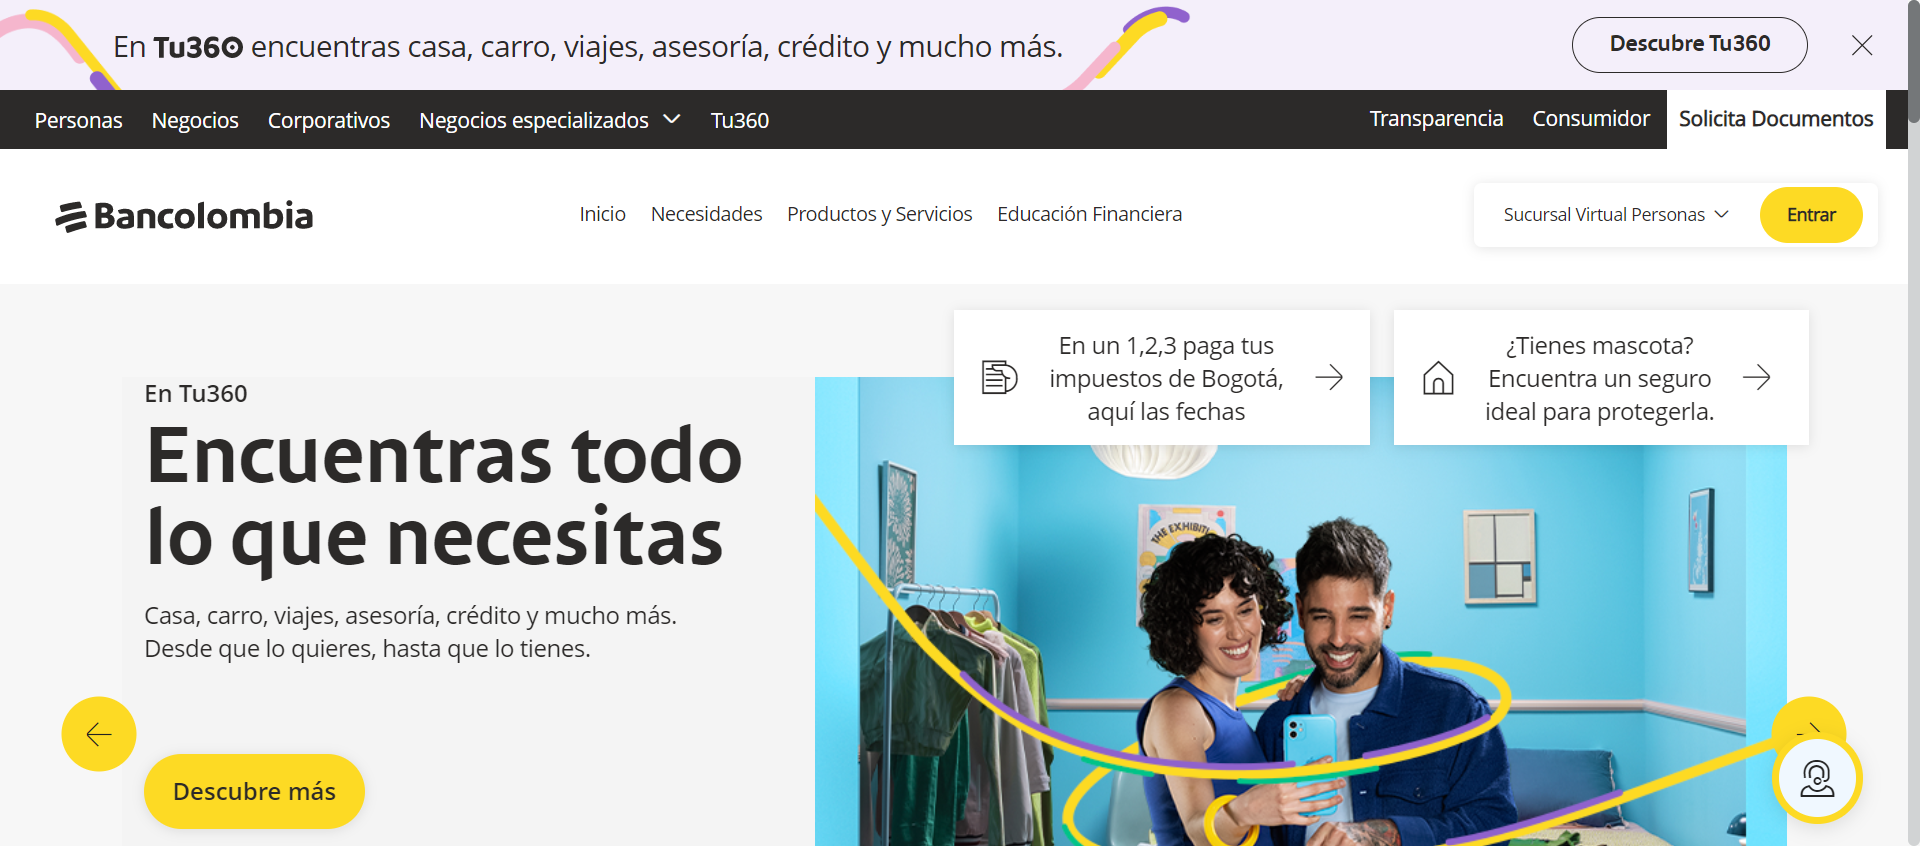 En Tu360 encuentras casa, carro, viajes, asesoría, crédito y mucho más.
Descubre Tu360
Personas
Negocios
Corporativos
Negocios especializados
Tu360
Transparencia
Consumidor
Solicita Documentos
Bancolombia
Inicio
Necesidades
Productos y Servicios
Educación Financiera
Sucursal Virtual Personas
Entrar
En un 1,2,3 paga tus
impuestos de Bogotá,
aquí las fechas
¿Tienes mascota?
Encuentra un seguro
ideal para protegerla.
En Tu360
Encuentras todo
lo que necesitas
Casa, carro, viajes, asesoría, crédito y mucho más.
Desde que lo quieres, hasta que lo tienes.
Descubre más
THE EXHIBITI